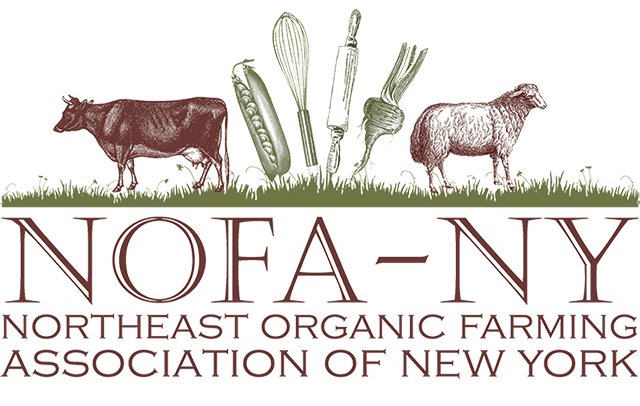 NOFA-NY
NORTHEAST ORGANIC FARMING
ASSOCIATION OF NEW YORK